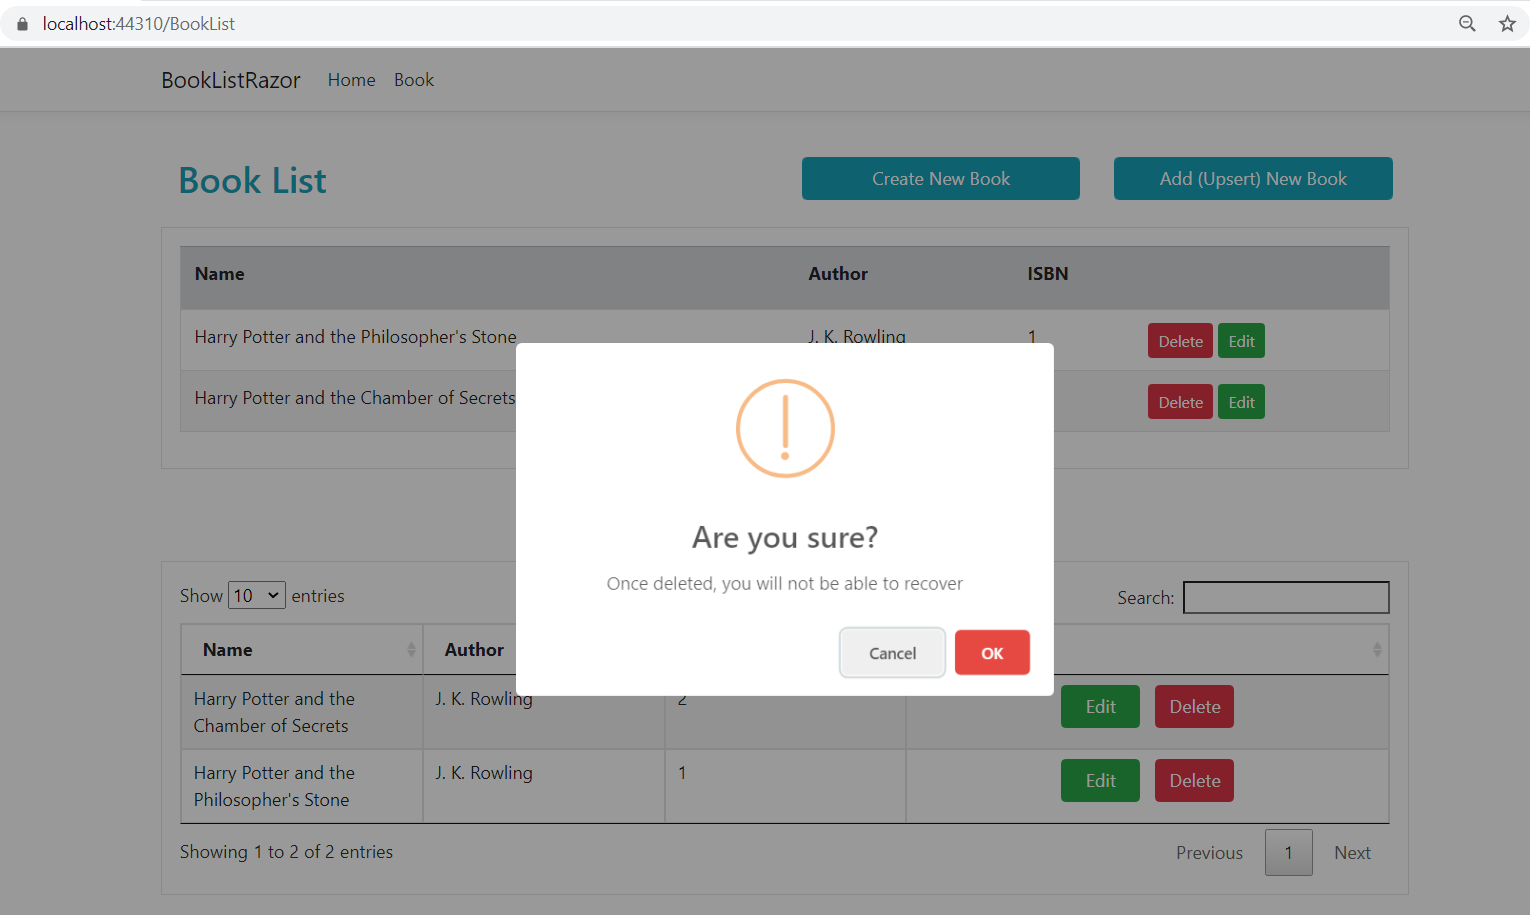 localhost:44310/BookList
BookListRazor Home Book
Book List
Create New Book
Add (Upsert) New Book
Name Author ISBN
Harry Potter and the Philosopher's Stone J. K. Rowling 1 Delete Edit
Harry Potter and the Chamber of Secrets Delete Edit
!
Are you sure?
Once deleted, you will not be able to recover
Cancel OK
Show 10 entries
Search:
Name Author
Harry Potter and the
Chamber of Secrets
J. K. Rowling 2 Edit Delete
Harry Potter and the
Philosopher's Stone
J. K. Rowling 1 Edit Delete
Showing 1 to 2 of 2 entries
Previous 1 Next